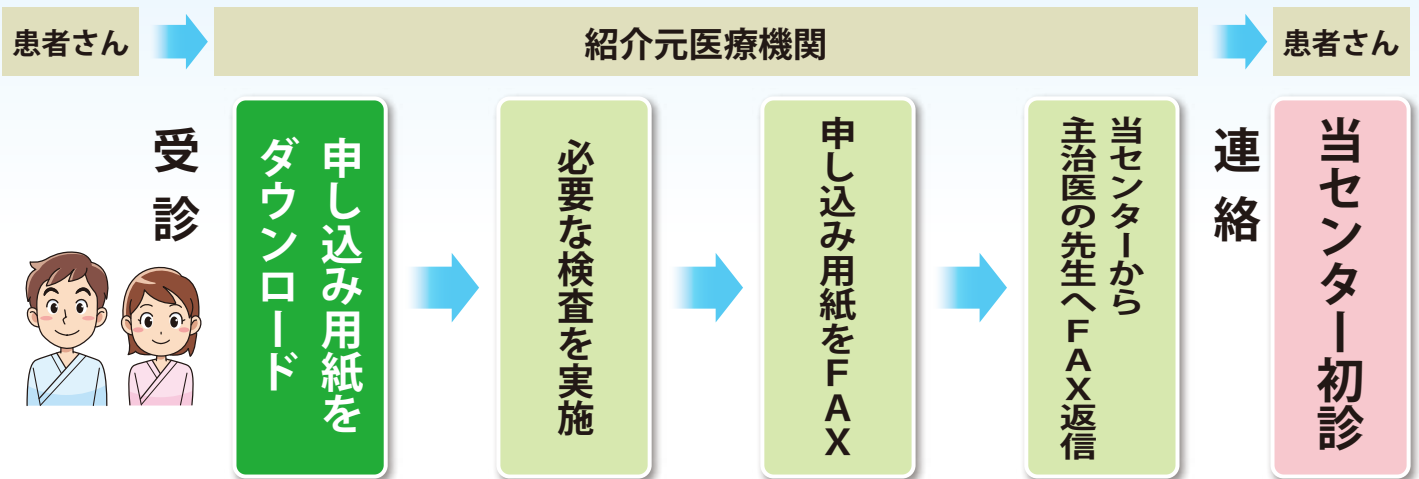 患者さん
紹介元医療機関
患者さん
受診
申し込み用紙を
ダウンロード
必要な検査を実施
申し込み用紙をFAX
当センターから
主治医の先生へFAX返信
連絡
当センター初診